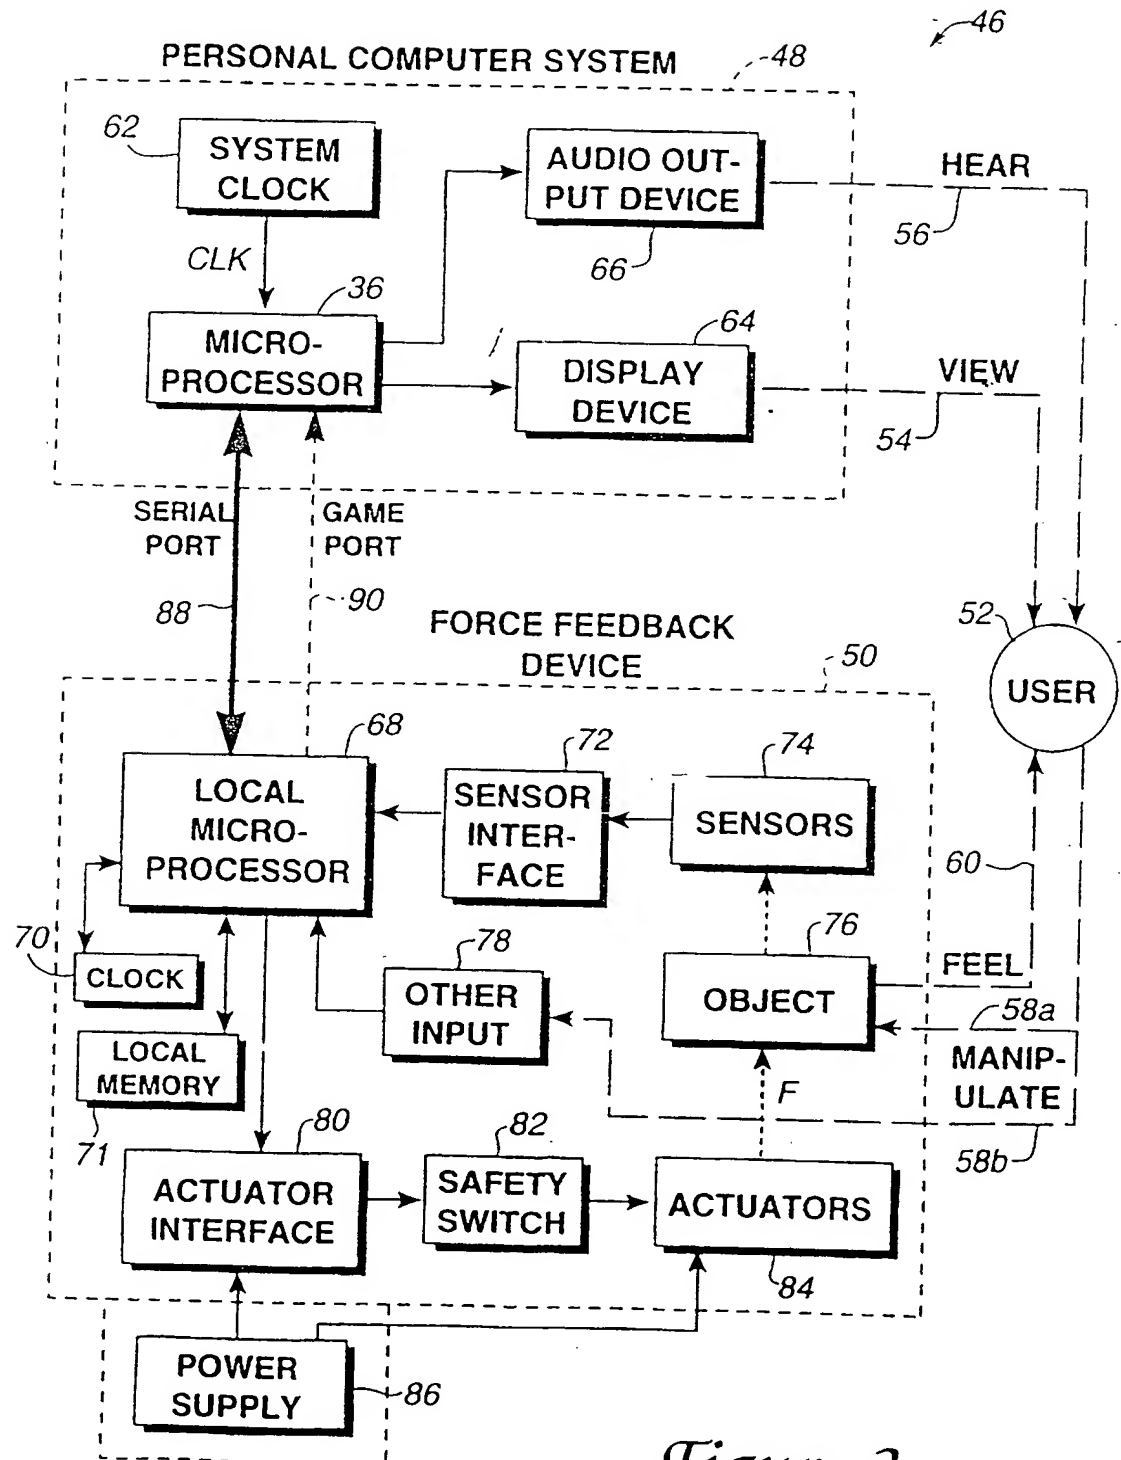 46
PERSONAL COMPUTER SYSTEM
48
62
SYSTEM
CLOCK
AUDIO OUT-
PUT DEVICE
HEAR
56
66
CLK
36
MICRO-
PROCESSOR
64
DISPLAY
DEVICE
VIEW
54
SERIAL
PORT
GAME
PORT
88
90
FORCE FEEDBACK
DEVICE
50
52
USER
68
LOCAL
MICRO-
PROCESSOR
72
SENSOR
INTER-
FACE
74
SENSORS
60
70
CLOCK
78
OTHER
INPUT
76
OBJECT
FEEL
58a
MANIP-
ULATE
58b
LOCAL
MEMORY
71
F
80
ACTUATOR
INTERFACE
82
SAFETY
SWITCH
ACTUATORS
84
POWER
SUPPLY
86